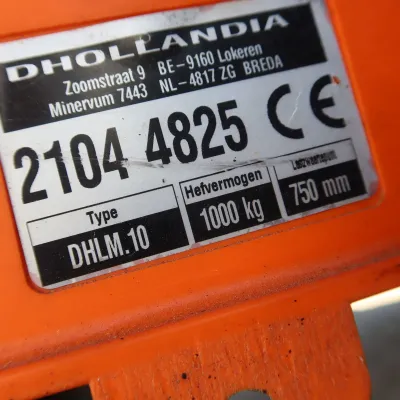 DHOLLANDIA
Zoomstraat 9 BE-9160 Lokeren
Minervum 7443 NL-4817 ZG BREDA
2104 4825 CE
Type Hefvermogen Lastzwaartepunt
DHLM.10 1000 kg 750 mm